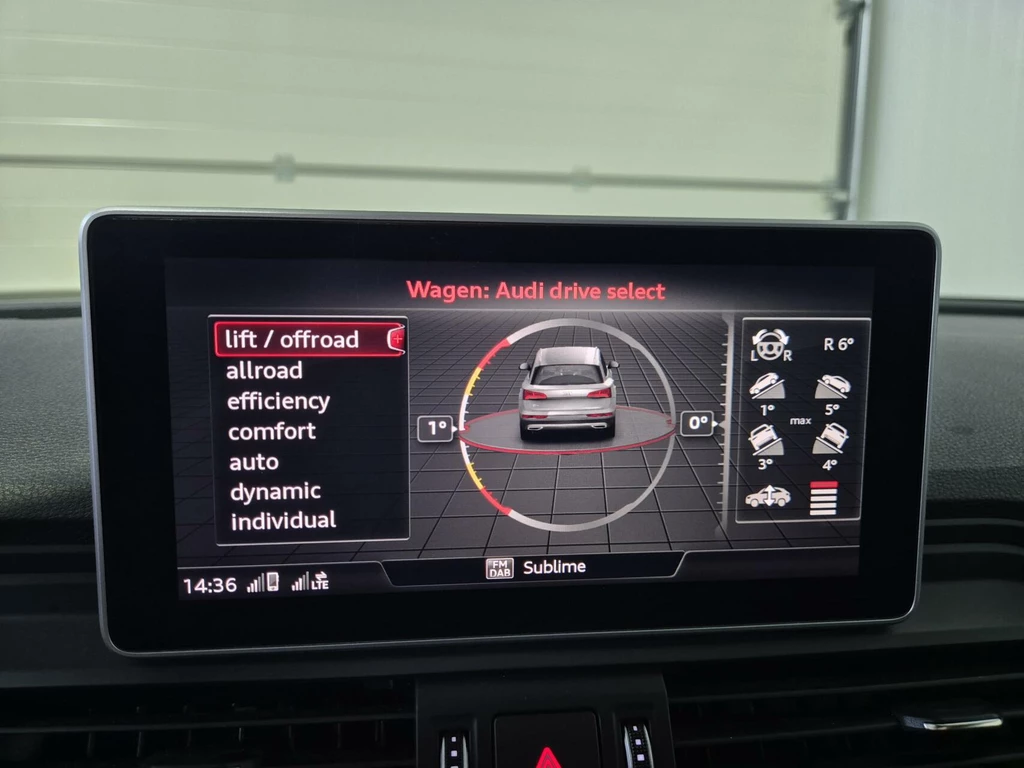 Wagen: Audi drive select
lift / offroad
allroad
efficiency
comfort
auto
dynamic
individual
1°
0°
L R R 6°
1° max 5°
3° 4°
14:36 LTE
FM DAB Sublime